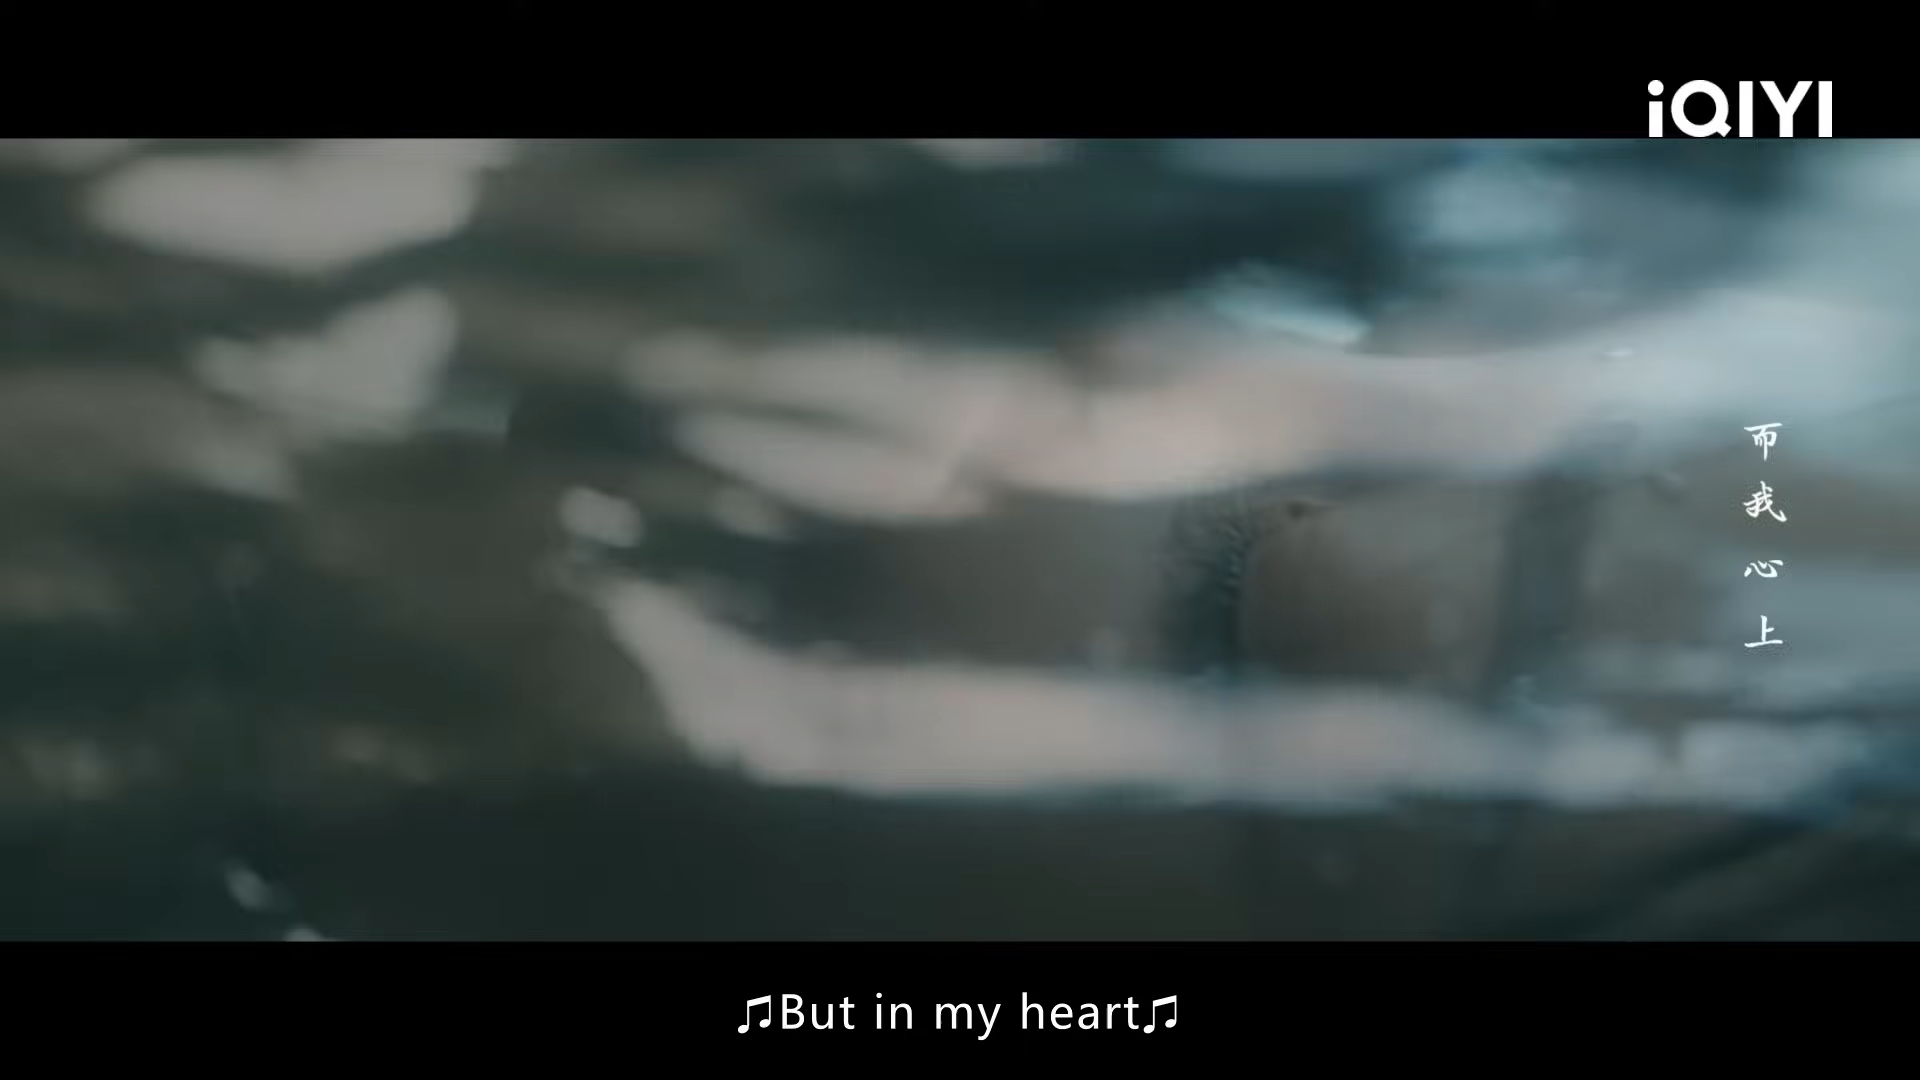 iQIYI
而我心上
♫But in my heart♫